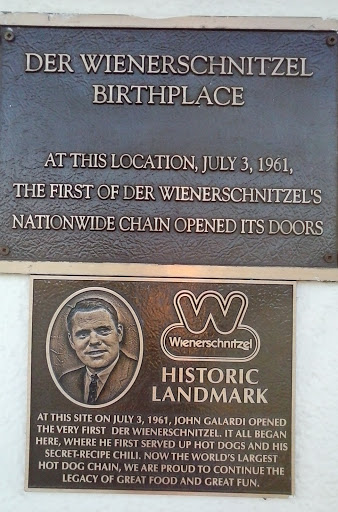 DER WIENERSCHNITZEL
BIRTHPLACE
AT THIS LOCATION, JULY 3, 1961,
THE FIRST OF DER WIENERSCHNITZEL'S
NATIONWIDE CHAIN OPENED ITS DOORS
W
Wienerschnitzel
HISTORIC
LANDMARK
AT THIS SITE ON JULY 3, 1961, JOHN GALARDI OPENED
THE VERY FIRST DER WIENERSCHNITZEL. IT ALL BEGAN
HERE, WHERE HE FIRST SERVED UP HOT DOGS AND HIS
SECRET-RECIPE CHILI. NOW THE WORLD'S LARGEST
HOT DOG CHAIN, WE ARE PROUD TO CONTINUE THE
LEGACY OF GREAT FOOD AND GREAT FUN.